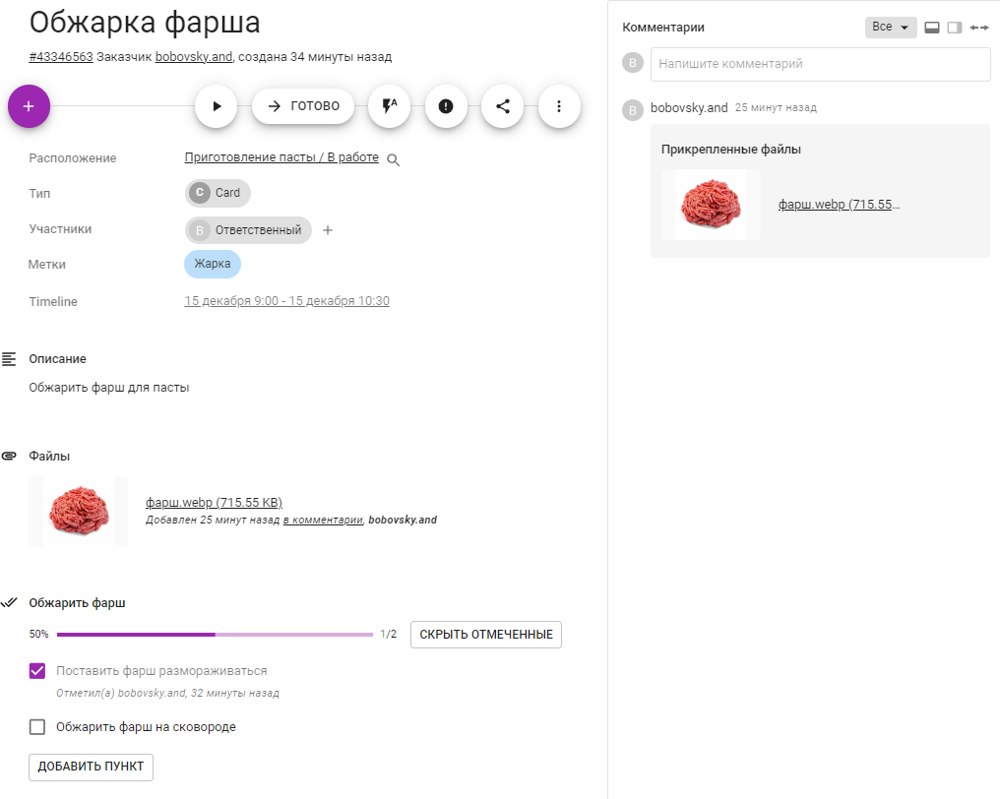 Обжарка фарша
#43346563 Заказчик bobovsky.and, создана 34 минуты назад
+
ГОТОВО
A
Расположение
Приготовление пасты / В работе
Тип
C Card
Участники
B Ответственный +
Метки
Жарка
Timeline
15 декабря 9:00 - 15 декабря 10:30
Описание
Обжарить фарш для пасты
Файлы
фарш.webp (715.55 KB)
Добавлен 25 минут назад в комментарии, bobovsky.and
Обжарить фарш
50%
1/2
СКРЫТЬ ОТМЕЧЕННЫЕ
Поставить фарш размораживаться
Отметил(а) bobovsky.and, 32 минуты назад
Обжарить фарш на сковороде
ДОБАВИТЬ ПУНКТ
Комментарии
Все
B
Напишите комментарий
B
bobovsky.and 25 минут назад
Прикрепленные файлы
фарш.webp (715.55...